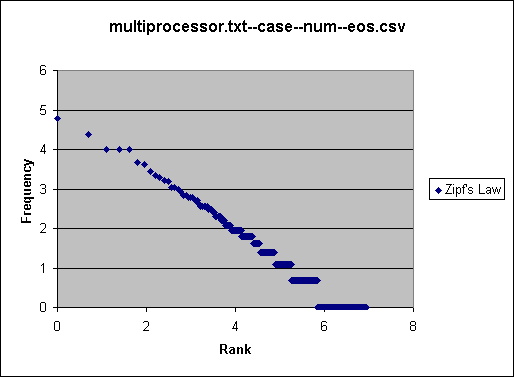 multiprocessor.txt--case--num--eos.csv
6
5
4
3
2
1
0
Frequency
0 2 4 6 8
Rank
Zipf's Law